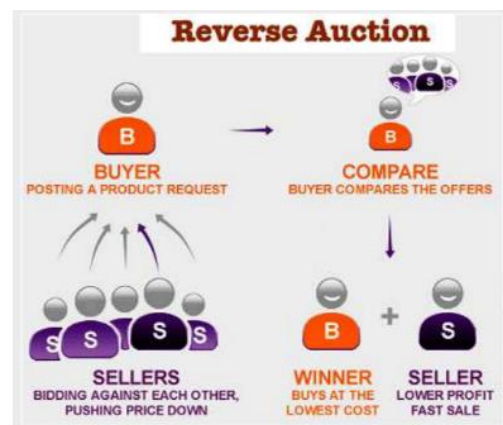 Reverse Auction
S S S
B
B
BUYER
POSTING A PRODUCT REQUEST
COMPARE
BUYER COMPARES THE OFFERS
S S S S
B + S
SELLERS
BIDDING AGAINST EACH OTHER,
PUSHING PRICE DOWN
WINNER
BUYS AT THE
LOWEST COST
SELLER
LOWER PROFIT
FAST SALE